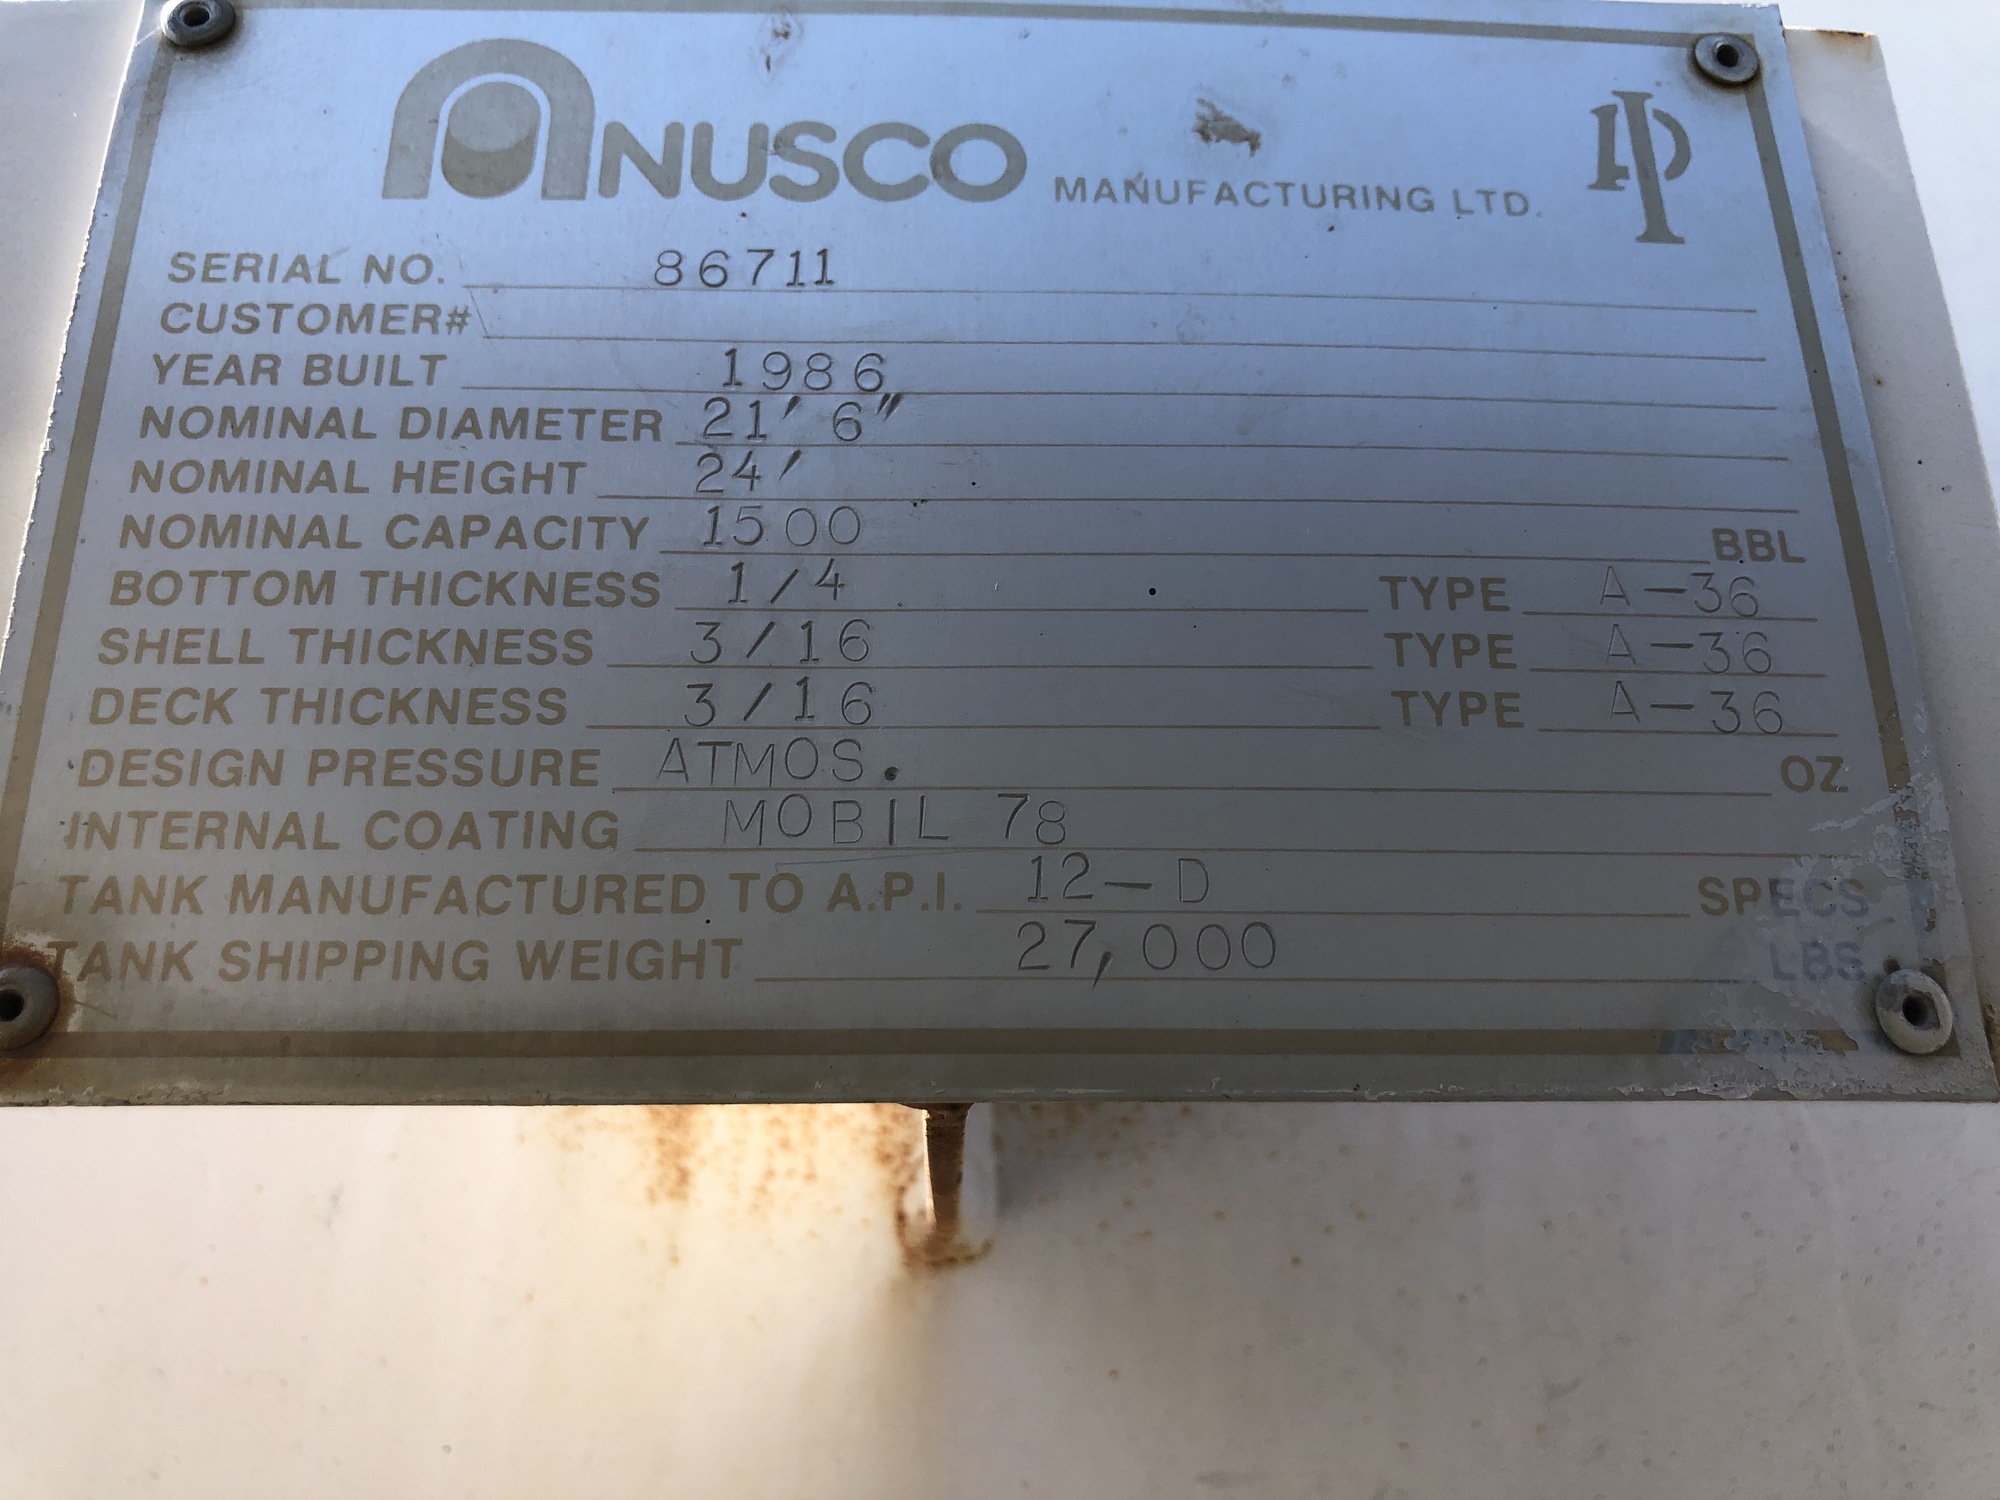 ANUSCO MANUFACTURING LTD. API
SERIAL NO. 86711
CUSTOMER#
YEAR BUILT 1986
NOMINAL DIAMETER 21' 6"
NOMINAL HEIGHT 24'
NOMINAL CAPACITY 1500 BBL
BOTTOM THICKNESS 1/4 TYPE A-36
SHELL THICKNESS 3/16 TYPE A-36
DECK THICKNESS 3/16 TYPE A-36
DESIGN PRESSURE ATMOS. OZ.
INTERNAL COATING MOBIL 78
TANK MANUFACTURED TO A.P.I. 12-D SPECS
TANK SHIPPING WEIGHT 27,000 LBS.